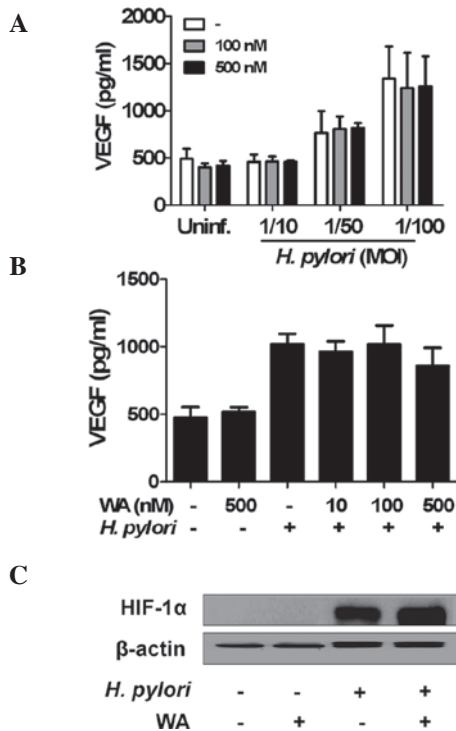 A
VEGF (pg/ml)
2000
1500
1000
500
0
-
100 nM
500 nM
Uninf. 1/10 1/50 1/100
H. pylori (MOI)
B
VEGF (pg/ml)
1500
1000
500
0
WA (nM) - 500 - 10 100 500
H. pylori - - + + + +
C
HIF-1α
β-actin
H. pylori - - + +
WA - + - +